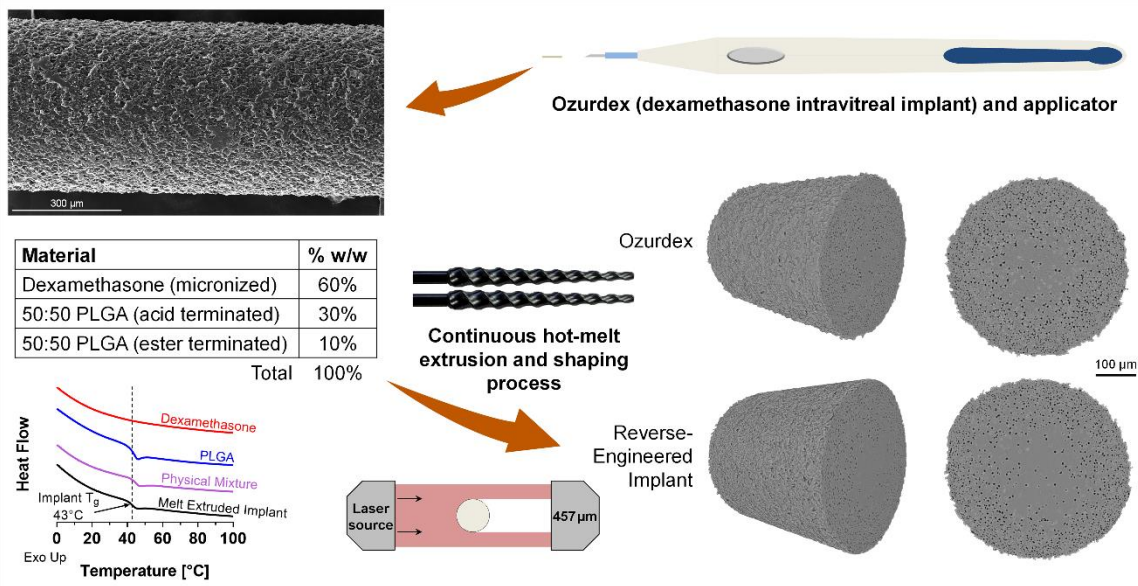 300 µm
Ozurdex (dexamethasone intravitreal implant) and applicator
Material % w/w
Dexamethasone (micronized) 60%
50:50 PLGA (acid terminated) 30%
50:50 PLGA (ester terminated) 10%
Total 100%
Continuous hot-melt
extrusion and shaping
process
Ozurdex
100 µm
Reverse-
Engineered
Implant
Heat Flow
Dexamethasone
PLGA
Physical Mixture
Implant Tg
43°C
Melt Extruded Implant
0 20 40 60 80 100
Exo Up
Temperature [°C]
Laser
source
457µm